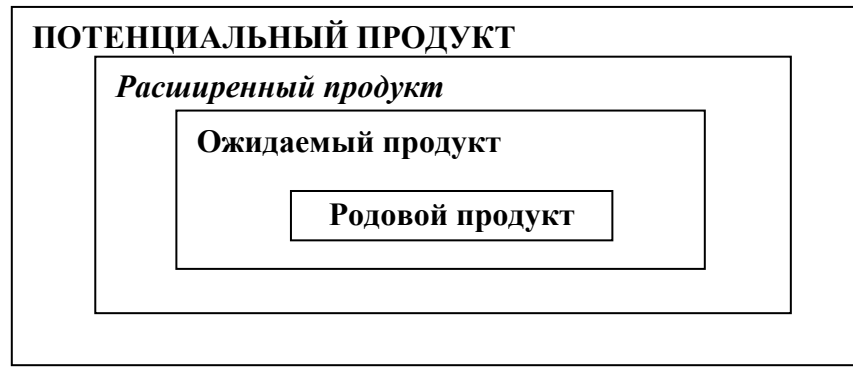 ПОТЕНЦИАЛЬНЫЙ ПРОДУКТ
Расширенный продукт
Ожидаемый продукт
Родовой продукт